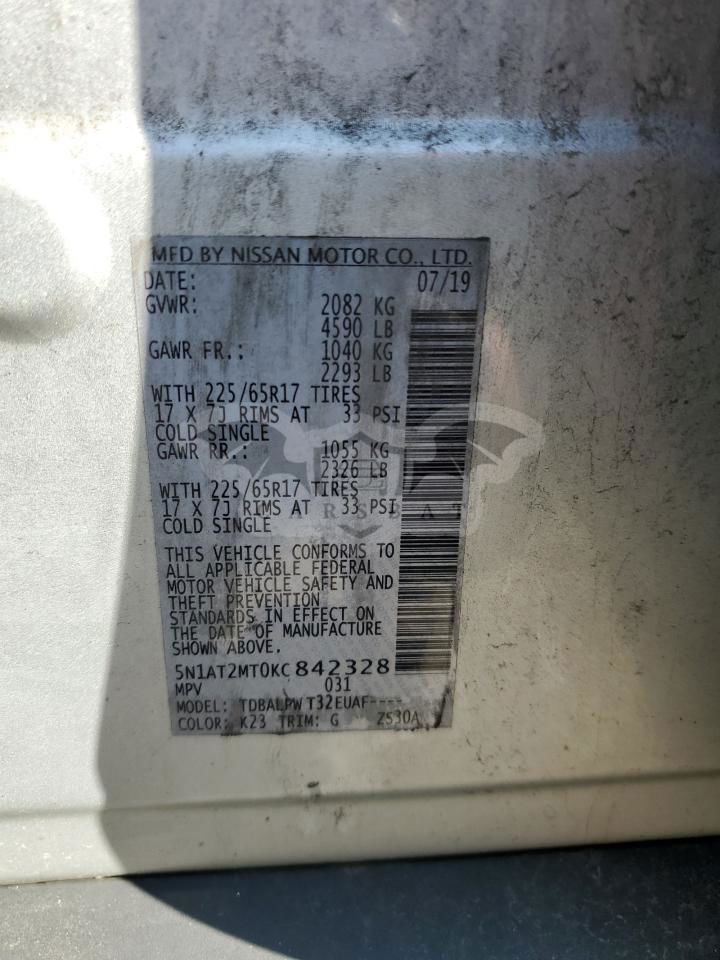 MFD BY NISSAN MOTOR CO., LTD.
DATE: 07/19
GVWR: 2082 KG
4590 LB
GAWR FR.: 1040 KG
2293 LB
WITH 225/65R17 TIRES
17 X 7J RIMS AT 33 PSI
COLD SINGLE
GAWR RR.: 1055 KG
2326 LB
WITH 225/65R17 TIRES
17 X 7J RIMS AT 33 PSI
COLD SINGLE
THIS VEHICLE CONFORMS TO
ALL APPLICABLE FEDERAL
MOTOR VEHICLE SAFETY AND
THEFT PREVENTION
STANDARDS IN EFFECT ON
THE DATE OF MANUFACTURE
SHOWN ABOVE.
5N1AT2MT0KC842328
MPV 031
MODEL: TDBALPW T32EUAF----
COLOR: K23 TRIM: G ZS30A